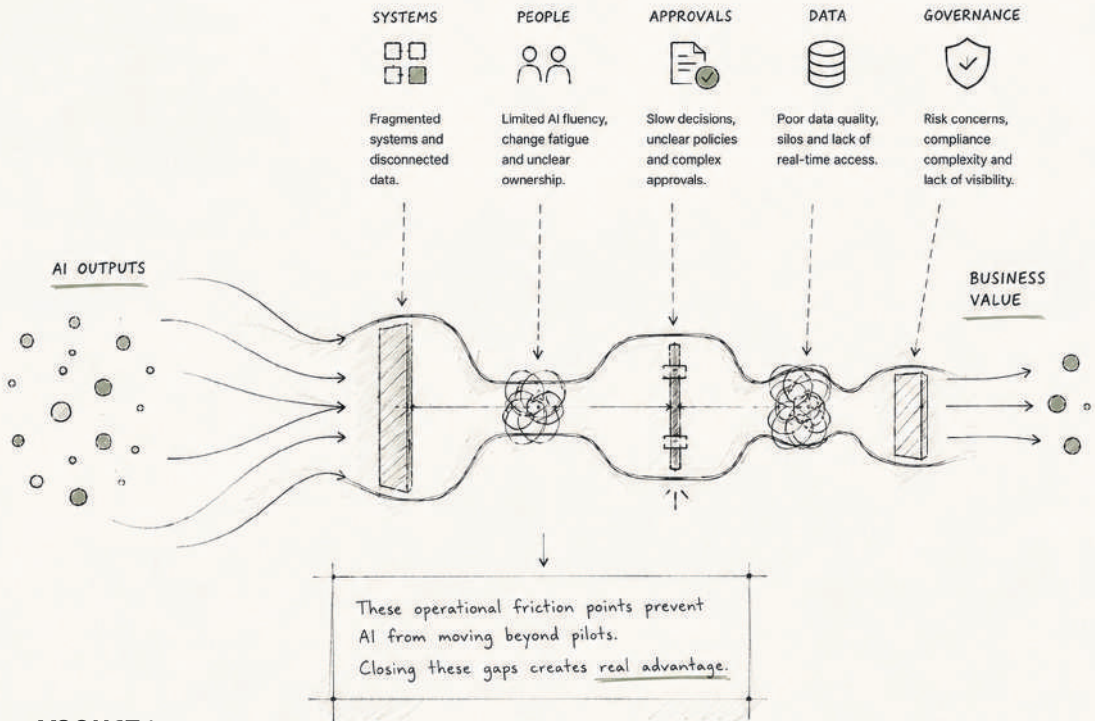 SYSTEMS
Fragmented
systems and
disconnected
data.
PEOPLE
Limited AI fluency,
change fatigue
and unclear
ownership.
APPROVALS
Slow decisions,
unclear policies
and complex
approvals.
DATA
Poor data quality,
silos and lack of
real-time access.
GOVERNANCE
Risk concerns,
compliance
complexity and
lack of visibility.
AI OUTPUTS
BUSINESS
VALUE
These operational friction points prevent
AI from moving beyond pilots.
Closing these gaps creates real advantage.